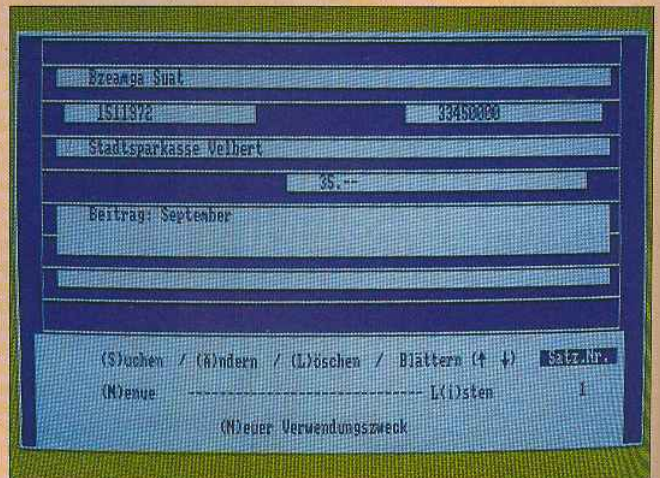 Bzeamga Suat
1511972 33450000
Stadtsparkasse Velbert
35.--
Beitrag: September
(S)uchen / (Ä)ndern / (L)öschen / Blättern (↑ ↓) Satz.Nr.
(M)enue ---------------------------- L(i)sten 1
(N)euer Verwendungszweck